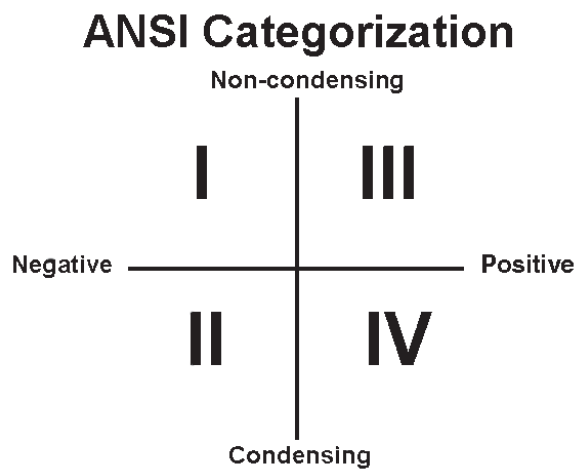 ANSI Categorization
Non-condensing
I III
Negative Positive
II IV
Condensing